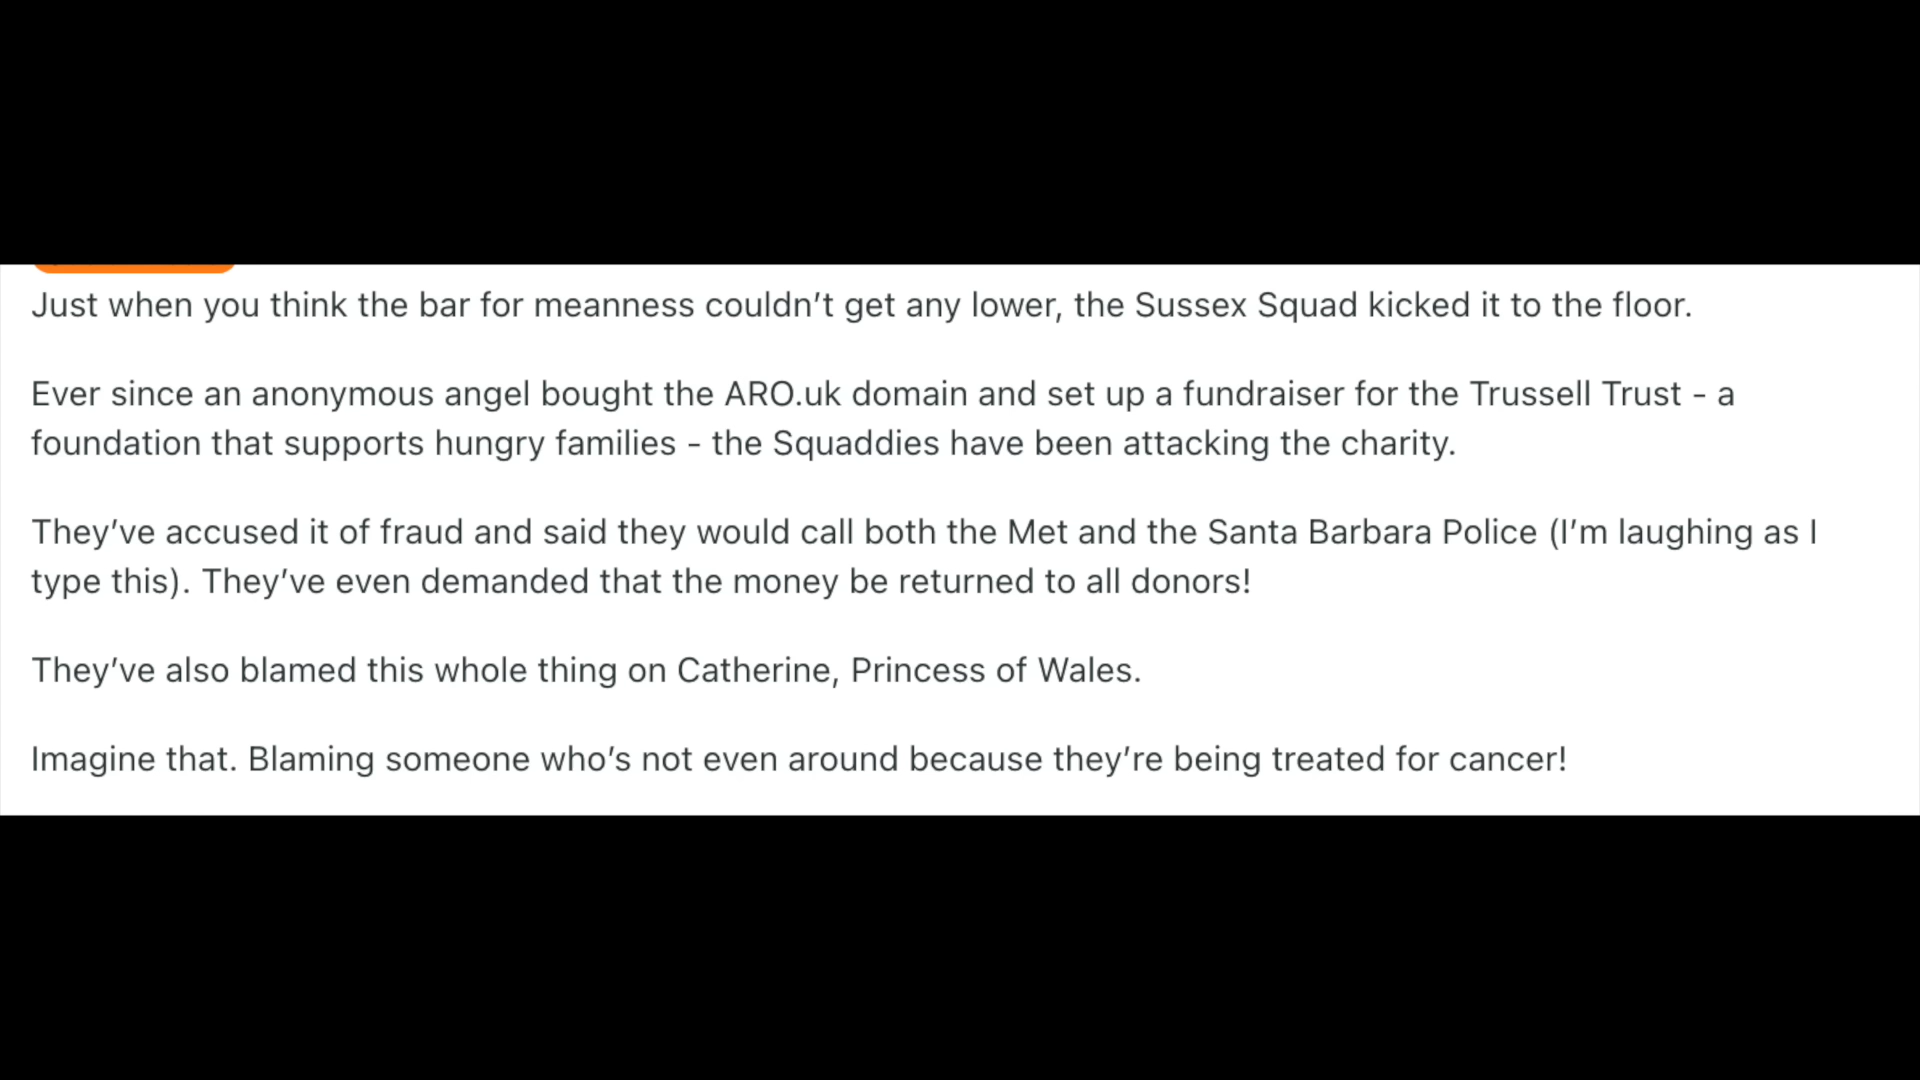 Just when you think the bar for meanness couldn’t get any lower, the Sussex Squad kicked it to the floor.
Ever since an anonymous angel bought the ARO.uk domain and set up a fundraiser for the Trussell Trust - a
foundation that supports hungry families - the Squaddies have been attacking the charity.
They’ve accused it of fraud and said they would call both the Met and the Santa Barbara Police (I’m laughing as I
type this). They’ve even demanded that the money be returned to all donors!
They’ve also blamed this whole thing on Catherine, Princess of Wales.
Imagine that. Blaming someone who’s not even around because they’re being treated for cancer!